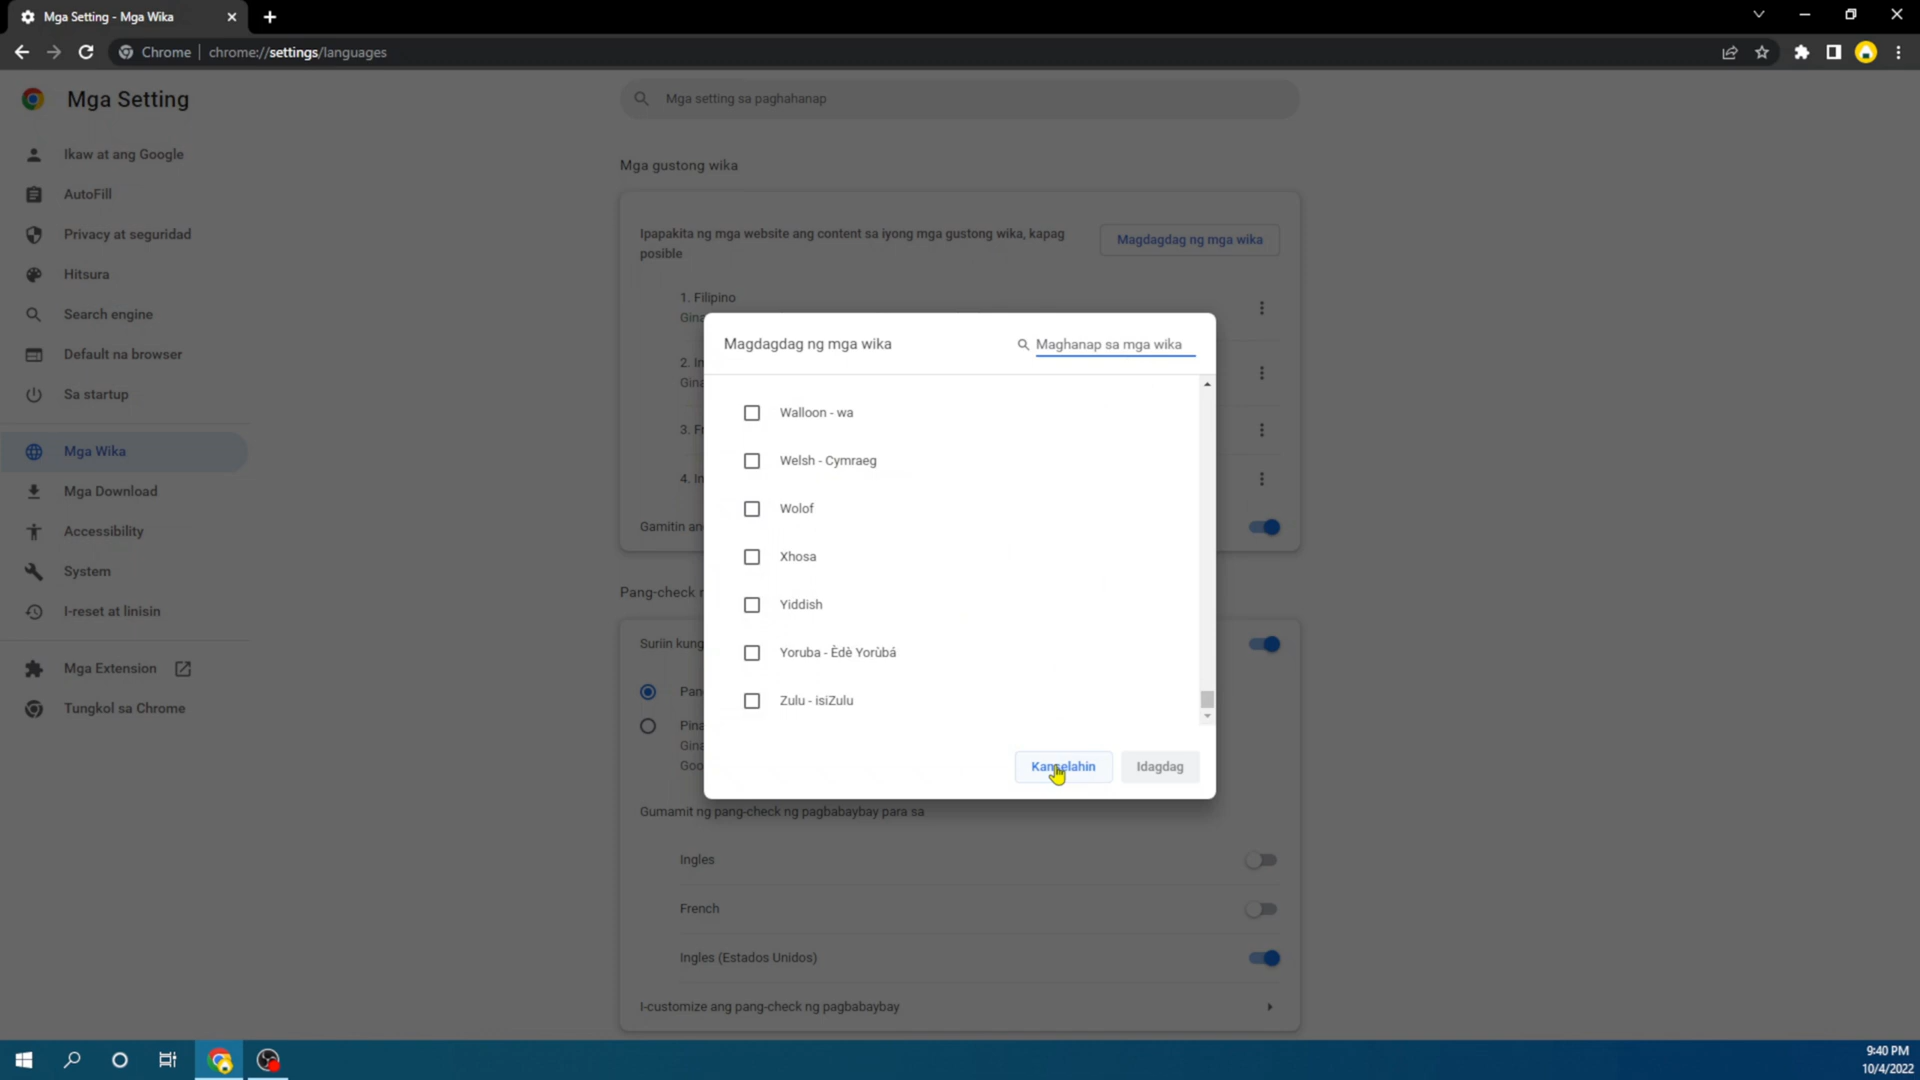 Mga Setting - Mga Wika
Chrome | chrome://settings/languages
Mga Setting
Mga setting sa paghahanap
Ikaw at ang Google
AutoFill
Privacy at seguridad
Hitsura
Search engine
Default na browser
Sa startup
Mga Wika
Mga Download
Accessibility
System
I-reset at linisin
Mga Extension
Tungkol sa Chrome
Mga gustong wika
Ipapakita ng mga website ang content sa iyong mga gustong wika, kapag
posible
Magdagdag ng mga wika
1. Filipino
2.
3.
4.
Magdagdag ng mga wika
Maghanap sa mga wika
Walloon - wa
Welsh - Cymraeg
Wolof
Xhosa
Yiddish
Yoruba - Èdè Yorùbá
Zulu - isiZulu
Kanselahin
Idagdag
Gamitin
Pang-check
Suriin kung
Gumamit ng pang-check ng pagbabaybay para sa
Ingles
French
Ingles (Estados Unidos)
I-customize ang pang-check ng pagbabaybay
9:40 PM
10/4/2022